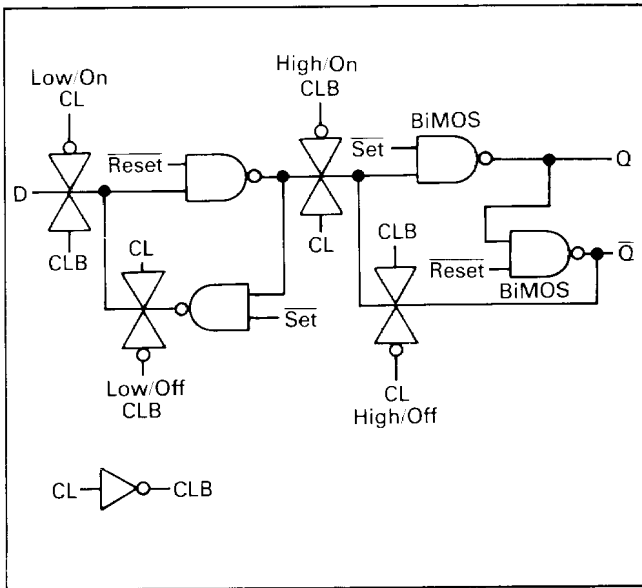 Low/On
CL
High/On
CLB
BiMOS
Reset
Set
D
Q
CLB
CL
CL
CLB
Q
Reset
BiMOS
Set
Low/Off
CLB
CL
High/Off
CL
CLB